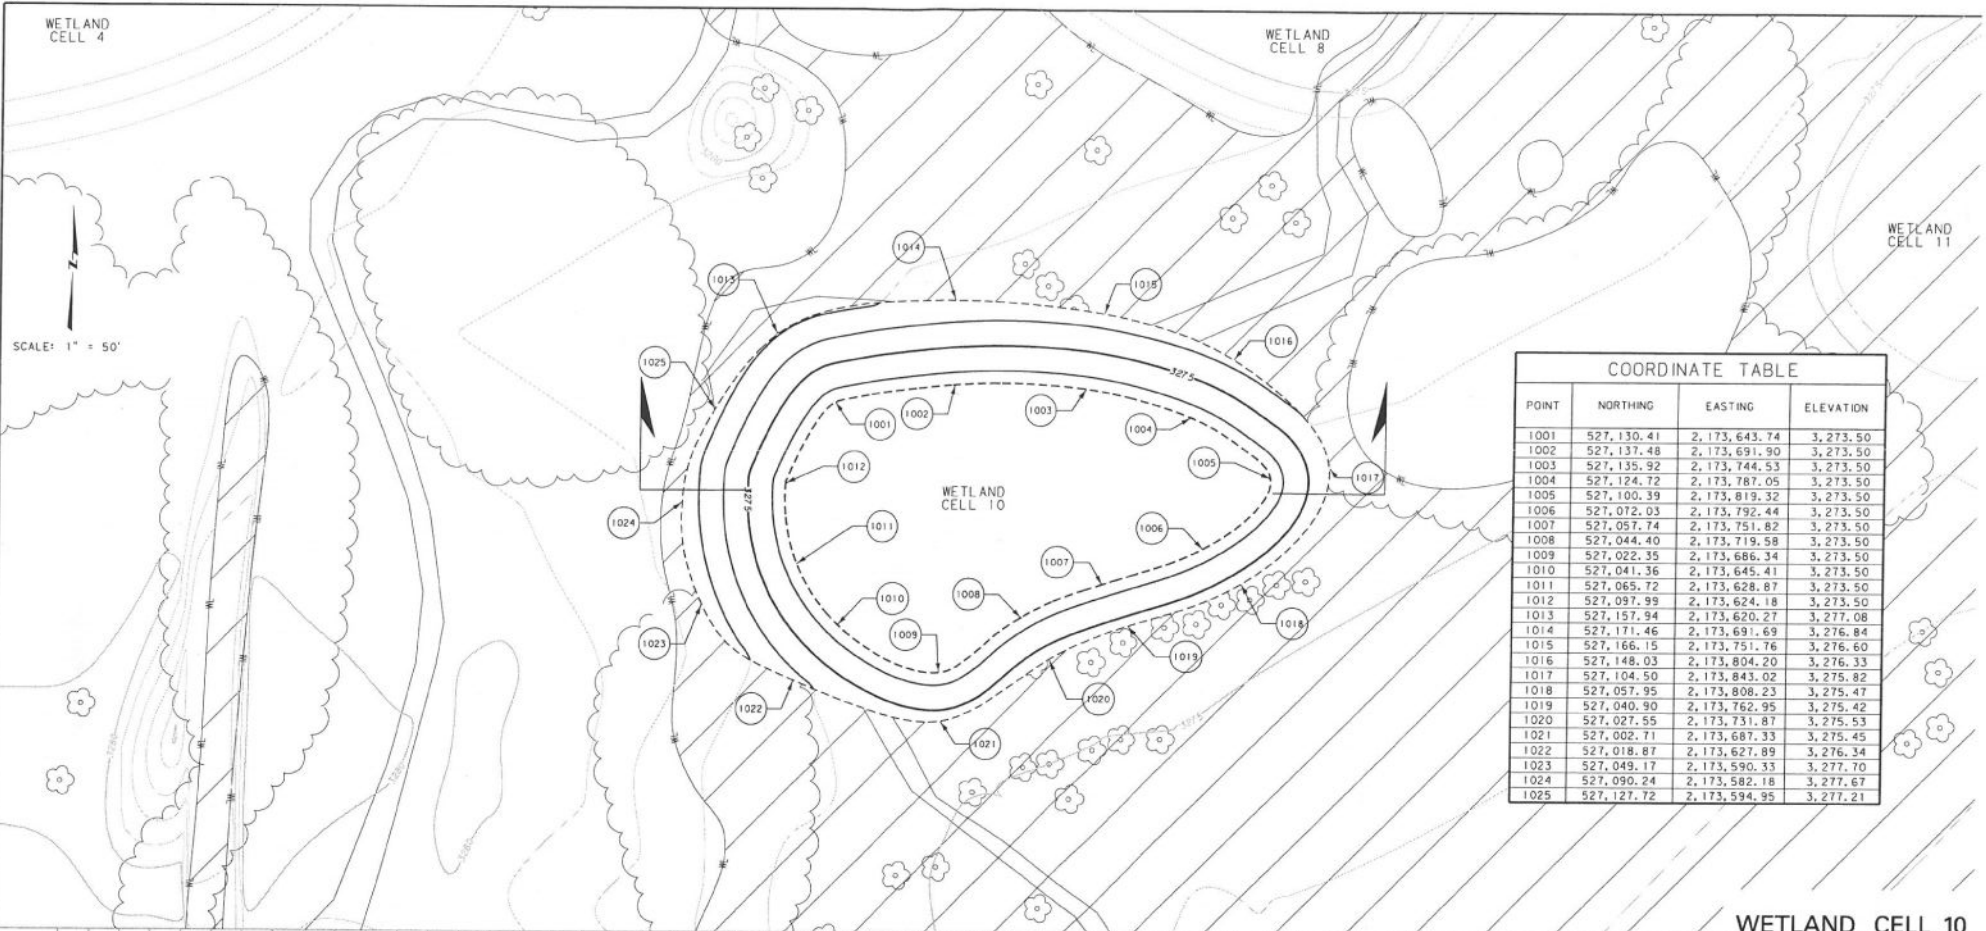 WETLAND
CELL 4
WETLAND
CELL 8
WETLAND
CELL 11
N
SCALE: 1" = 50'
1014
1013
1015
1016
1025
3275
1002
1003
1001
1004
1012
1005
1017
3275
WETLAND
CELL 10
1024
1011
1006
1007
1010
1008
1009
1018
1023
1019
1020
1022
1021
3275
3280
3280
3280
3280
3275
3275
COORDINATE TABLE
POINT NORTHING EASTING ELEVATION
1001 527,130.41 2,173,643.74 3,273.50
1002 527,137.48 2,173,691.90 3,273.50
1003 527,135.92 2,173,744.53 3,273.50
1004 527,124.72 2,173,787.05 3,273.50
1005 527,100.39 2,173,819.32 3,273.50
1006 527,072.03 2,173,792.44 3,273.50
1007 527,057.74 2,173,751.82 3,273.50
1008 527,044.40 2,173,719.58 3,273.50
1009 527,022.35 2,173,686.34 3,273.50
1010 527,041.36 2,173,645.41 3,273.50
1011 527,065.72 2,173,628.87 3,273.50
1012 527,097.99 2,173,624.18 3,273.50
1013 527,157.94 2,173,620.27 3,277.08
1014 527,171.46 2,173,691.69 3,276.84
1015 527,166.15 2,173,751.76 3,276.60
1016 527,148.03 2,173,804.20 3,276.33
1017 527,104.50 2,173,843.02 3,275.82
1018 527,057.95 2,173,808.23 3,275.47
1019 527,040.90 2,173,762.95 3,275.42
1020 527,027.55 2,173,731.87 3,275.53
1021 527,002.71 2,173,687.33 3,275.45
1022 527,018.87 2,173,627.89 3,276.34
1023 527,049.17 2,173,590.33 3,277.70
1024 527,090.24 2,173,582.18 3,277.67
1025 527,127.72 2,173,594.95 3,277.21
WETLAND CELL 10